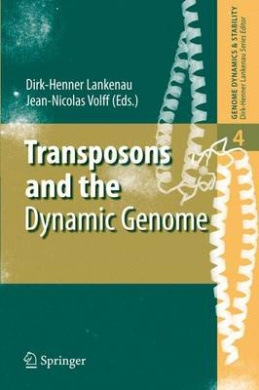 Dirk-Henner Lankenau
Jean-Nicolas Volff (Eds.)
GENOME DYNAMICS & STABILITY
Dirk-Henner Lankenau Series Editor
4
Transposons
and the
Dynamic Genome
Springer